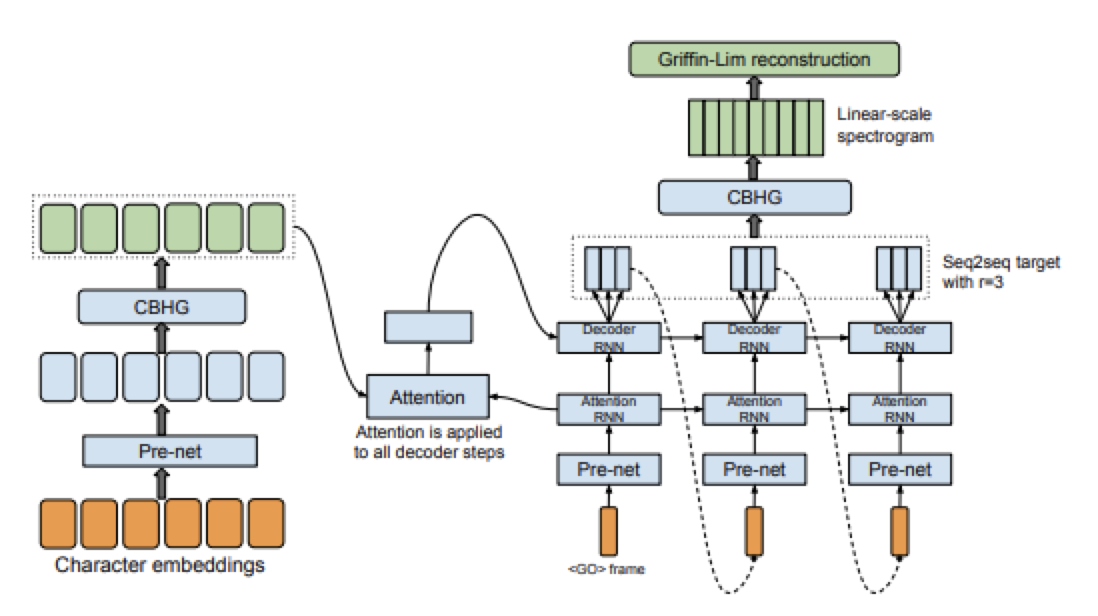 Griffin-Lim reconstruction
Linear-scale
spectrogram
CBHG
Seq2seq target
with r=3
CBHG
Decoder
RNN
Decoder
RNN
Decoder
RNN
Attention
Attention is applied
to all decoder steps
Attention
RNN
Attention
RNN
Attention
RNN
Pre-net
Pre-net
Pre-net
Pre-net
Character embeddings
<GO> frame